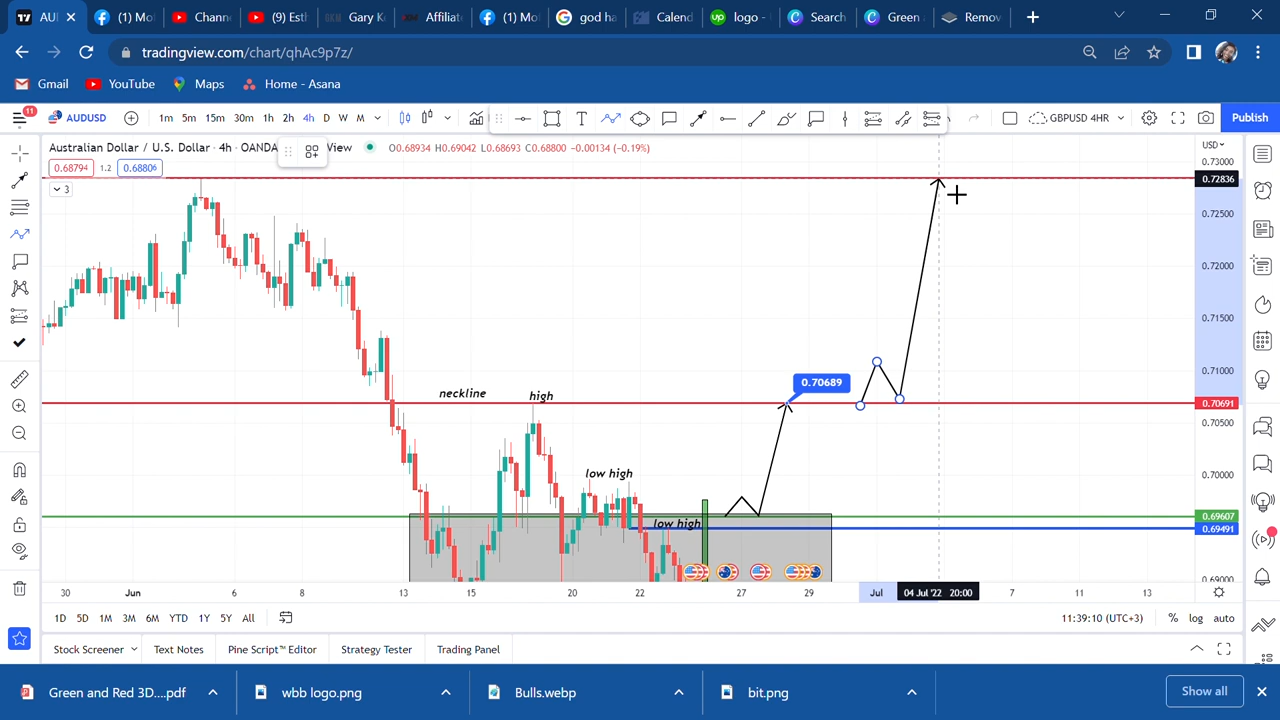 AUI
(1) Mo
Chann
(3) Esth
Gary K
Affiliate
(1) Mo
god ha
Calend
logo -
Search
Green
Remov
tradingview.com/chart/qhAc9p7z/
Gmail
YouTube
Maps
Home - Asana
11
AUDUSD
1m 5m 15m 30m 1h 2h 4h D W M
GBPUSD 4HR
Publish
Australian Dollar / U.S. Dollar · 4h · OANDA
View
O0.68934 H0.69042 L0.68693 C0.68800 −0.00134 (−0.19%)
USD
0.68794 1.2 0.68806
3
0.73000
0.72836
0.72500
0.72000
0.71500
0.71000
0.70691
0.70500
0.70000
0.69607
0.69491
0.69000
neckline
high
0.70689
low high
low high
30 Jun 6 8 13 15 20 22 27 29 Jul 04 Jul '22 20:00 7 11 13
1D 5D 1M 3M 6M YTD 1Y 5Y All
11:39:10 (UTC+3)
% log auto
Stock Screener
Text Notes
Pine Script™ Editor
Strategy Tester
Trading Panel
Green and Red 3D....pdf
wbb logo.png
Bulls.webp
bit.png
Show all